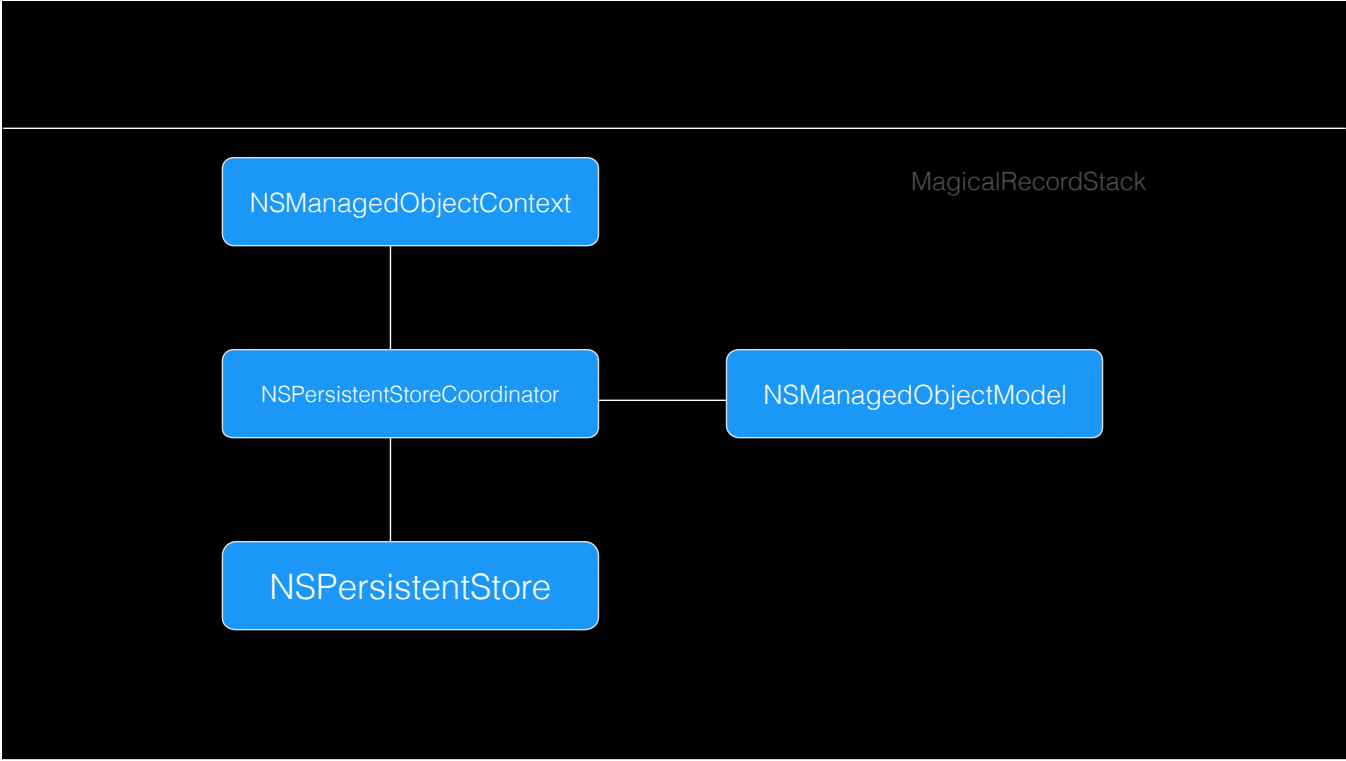 MagicalRecordStack
NSManagedObjectContext
NSPersistentStoreCoordinator
NSManagedObjectModel
NSPersistentStore